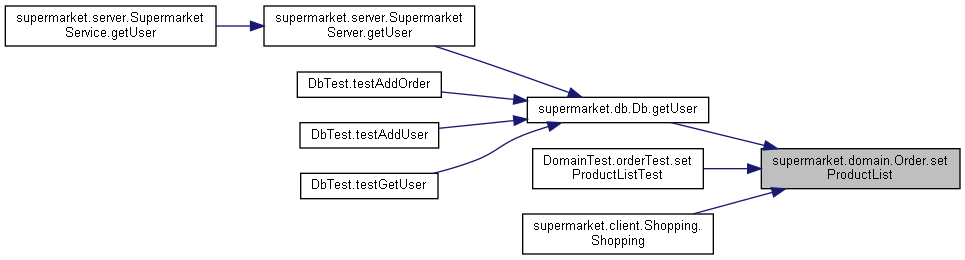 supermarket.server.Supermarket
Service.getUser
supermarket.server.Supermarket
Server.getUser
DbTest.testAddOrder
supermarket.db.Db.getUser
DbTest.testAddUser
DomainTest.orderTest.set
ProductListTest
supermarket.domain.Order.set
ProductList
DbTest.testGetUser
supermarket.client.Shopping.
Shopping